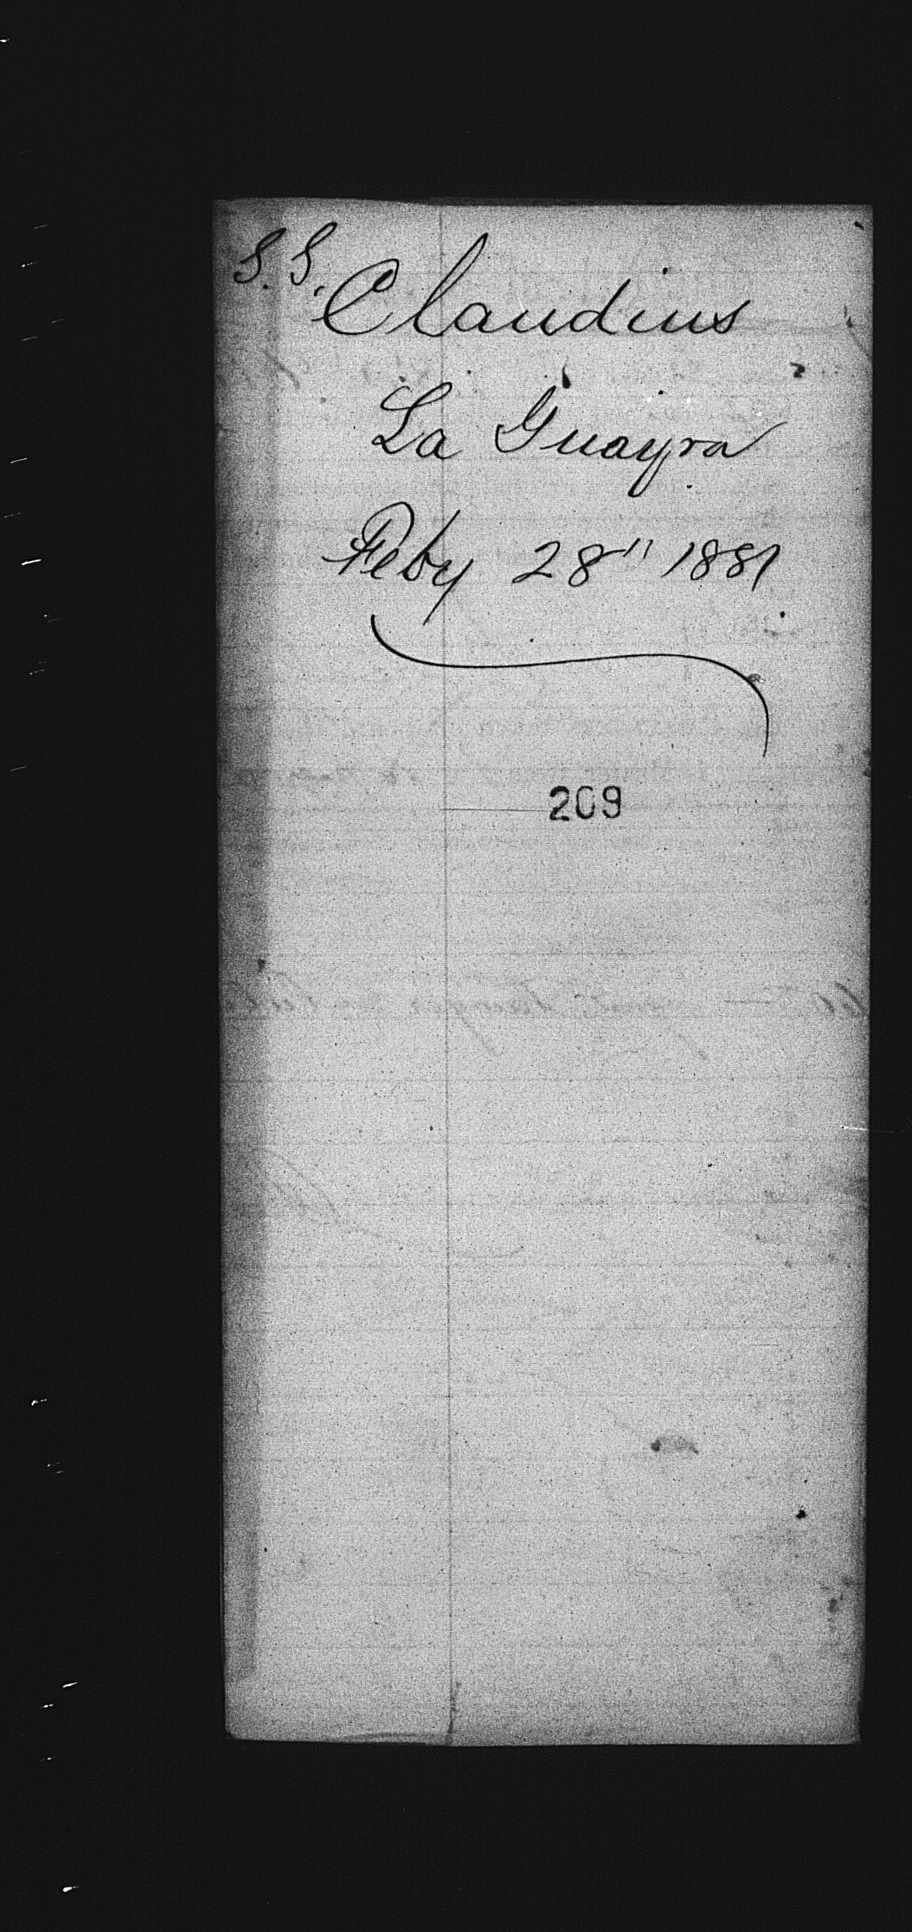 S.S. Claudius
La Guayra
Feby 28" 1881
209